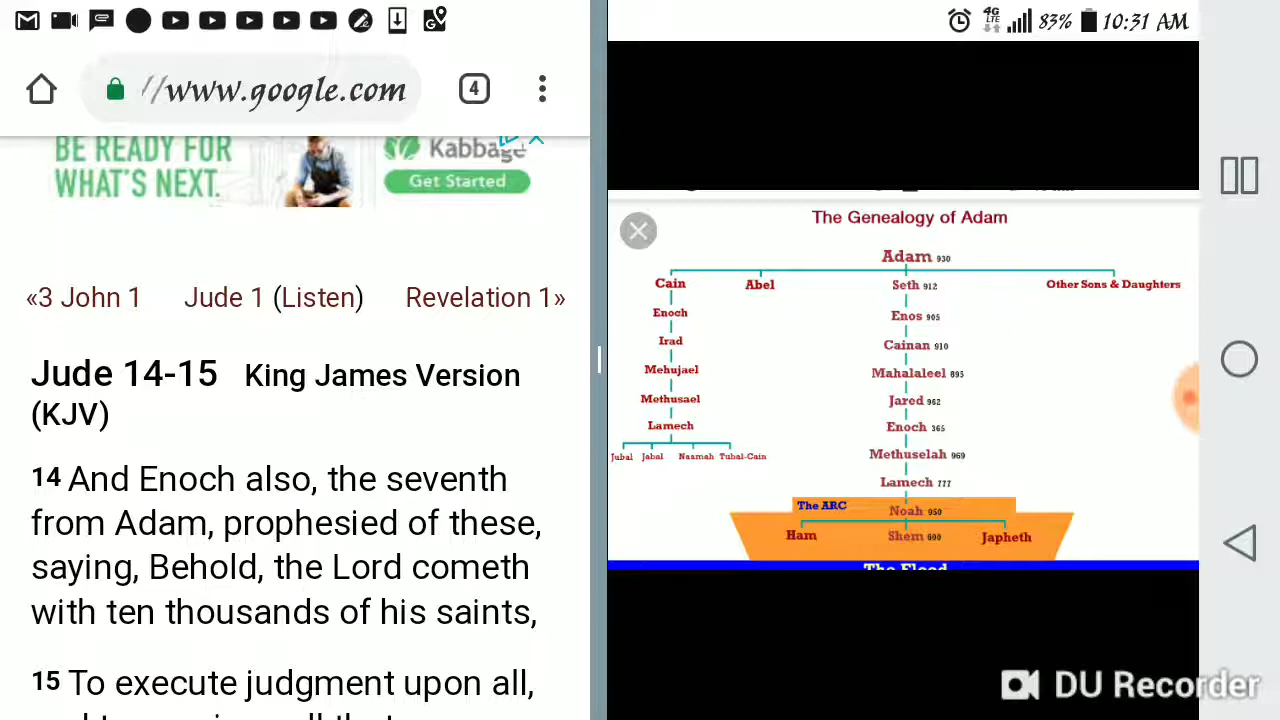 83% 10:31 AM
4G
LTE
//www.google.com
4
BE READY FOR
WHAT'S NEXT.
Kabbage
Get Started
«3 John 1 Jude 1 (Listen) Revelation 1»
Jude 14-15 King James Version
(KJV)
14 And Enoch also, the seventh
from Adam, prophesied of these,
saying, Behold, the Lord cometh
with ten thousands of his saints,
15 To execute judgment upon all,
The Genealogy of Adam
Adam 930
Cain Abel Seth 912 Other Sons & Daughters
Enoch Enos 905
Irad Cainan 910
Mehujael Mahalaleel 895
Methusael Jared 962
Lamech Enoch 365
Jubal Jabal Naamah Tubal-Cain Methuselah 969
Lamech 777
The ARC Noah 950
Ham Shem 600 Japheth
The Flood
DU Recorder